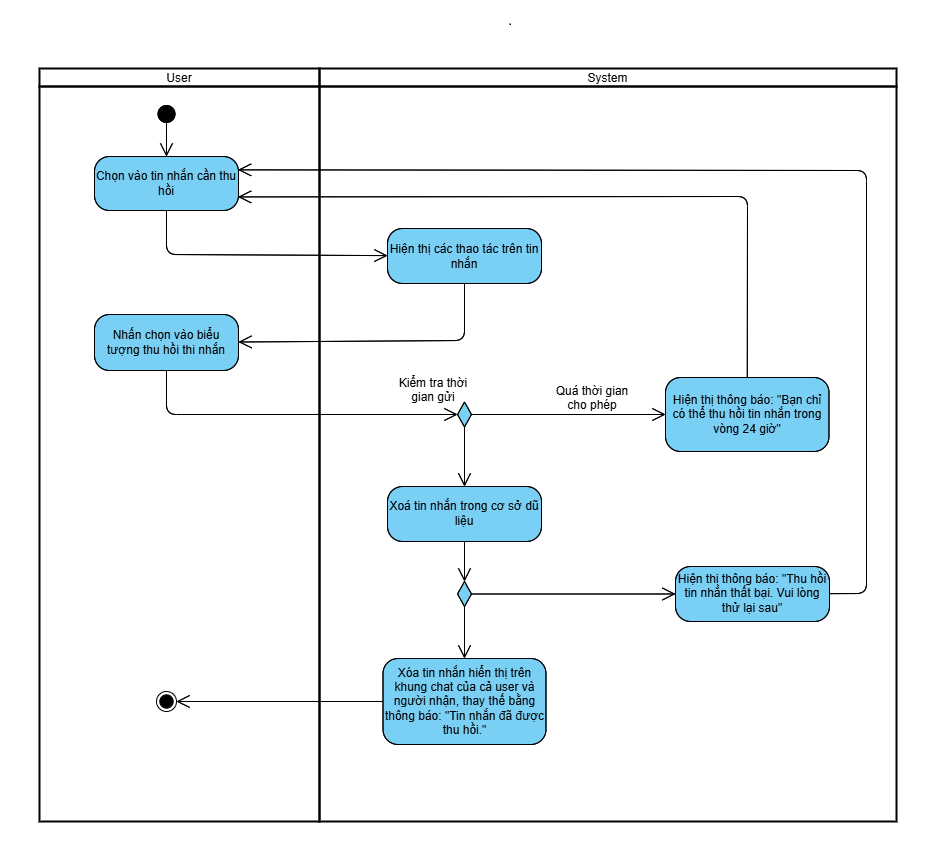 .
User
System
Chọn vào tin nhắn cần thu
hồi
Hiện thị các thao tác trên tin
nhắn
Nhấn chọn vào biểu
tượng thu hồi thi nhắn
Kiểm tra thời
gian gửi
Quá thời gian
cho phép
Hiện thị thông báo: "Bạn chỉ
có thể thu hồi tin nhắn trong
vòng 24 giờ"
Xoá tin nhắn trong cơ sở dũ
liệu
Hiện thị thông báo: "Thu hồi
tin nhắn thất bại. Vui lòng
thử lại sau"
Xóa tin nhắn hiển thị trên
khung chat của cả user và
người nhận, thay thế bằng
thông báo: "Tin nhắn đã được
thu hồi."